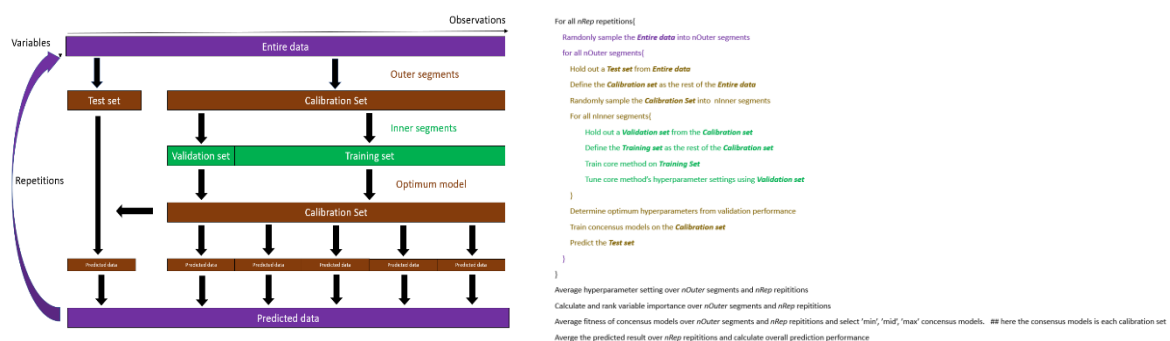 Observations
Variables
Entire data
Outer segments
Test set
Calibration Set
Inner segments
Validation set
Training set
Repetitions
Optimum model
Calibration Set
Predicted data
Predicted data
Predicted data
Predicted data
Predicted data
Predicted data
Predicted data
For all nRep repetitions{
Ramdonly sample the Entire data into nOuter segments
for all nOuter segments{
Hold out a Test set from Entire data
Define the Calibration set as the rest of the Entire data
Randomly sample the Calibration Set into nInner segments
For all nInner segments{
Hold out a Validation set from the Calibration set
Define the Training set as the rest of the Calibration set
Train core method on Training Set
Tune core method's hyperparameter settings using Validation set
}
Determine optimum hyperparameters from validation performance
Train concensus models on the Calibration set
Predict the Test set
}
}
Average hyperparameter setting over nOuter segments and nRep repititions
Calculate and rank variable importance over nOuter segments and nRep repititions
Average fitness of concensus models over nOuter segments and nRep repititions and select 'min', 'mid', 'max' concensus models. ## here the consensus models is each calibration set
Averge the predicted result over nRep repititions and calculate overall prediction performance